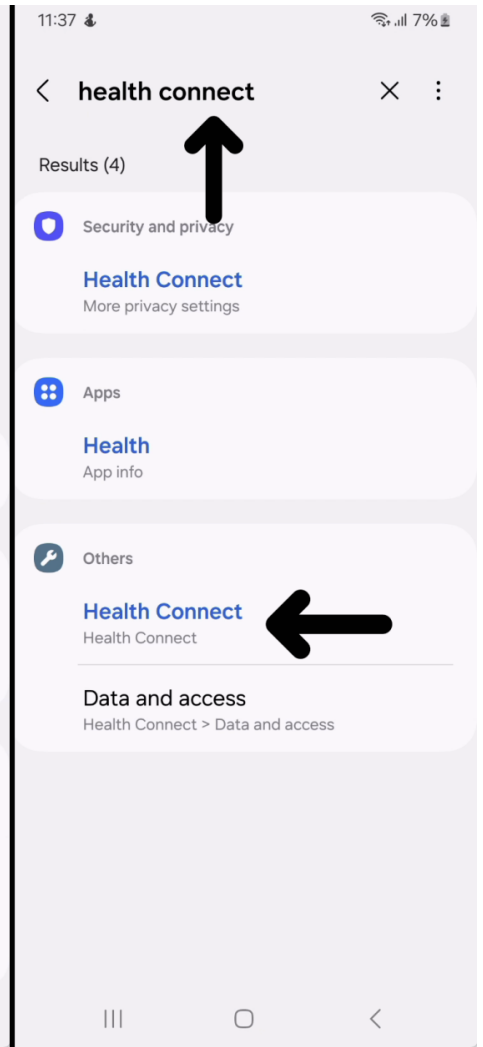 11:37 7%
health connect
Results (4)
Security and privacy
Health Connect
More privacy settings
Apps
Health
App info
Others
Health Connect
Health Connect
Data and access
Health Connect > Data and access